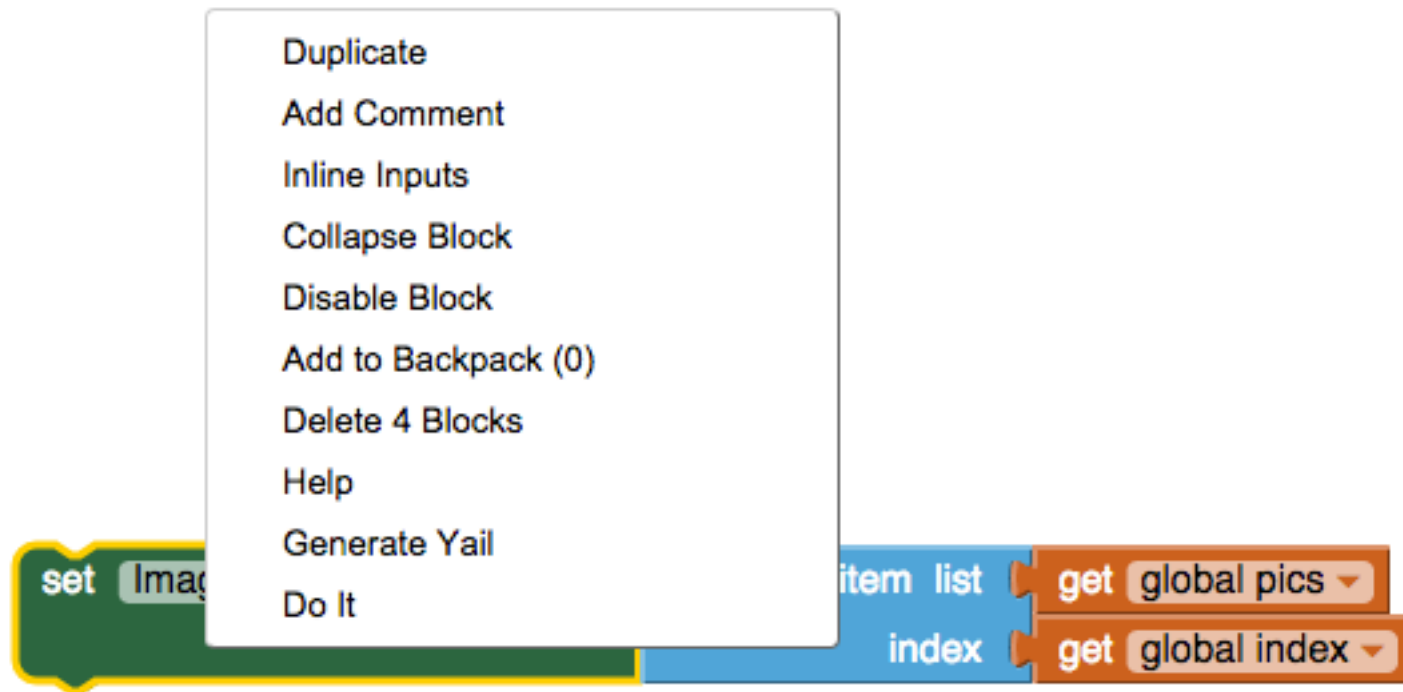 Duplicate
Add Comment
Inline Inputs
Collapse Block
Disable Block
Add to Backpack (0)
Delete 4 Blocks
Help
Generate Yail
Do It
set item list get global pics
index get global index